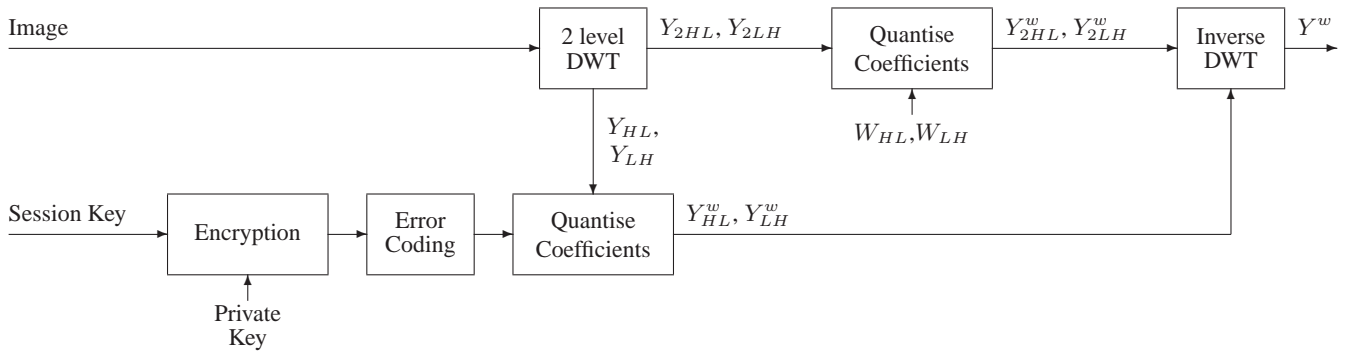 Image
2 level
DWT
Y_{2HL}, Y_{2LH}
Quantise
Coefficients
Y^w_{2HL}, Y^w_{2LH}
Inverse
DWT
Y^w
W_{HL},W_{LH}
Y_{HL},
Y_{LH}
Session Key
Encryption
Error
Coding
Quantise
Coefficients
Y^w_{HL}, Y^w_{LH}
Private
Key